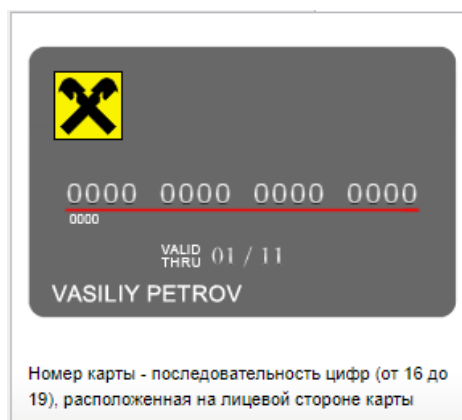 0000 0000 0000 0000
0000
VALID
THRU 01 / 11
VASILIY PETROV
Номер карты - последовательность цифр (от 16 до
19), расположенная на лицевой стороне карты